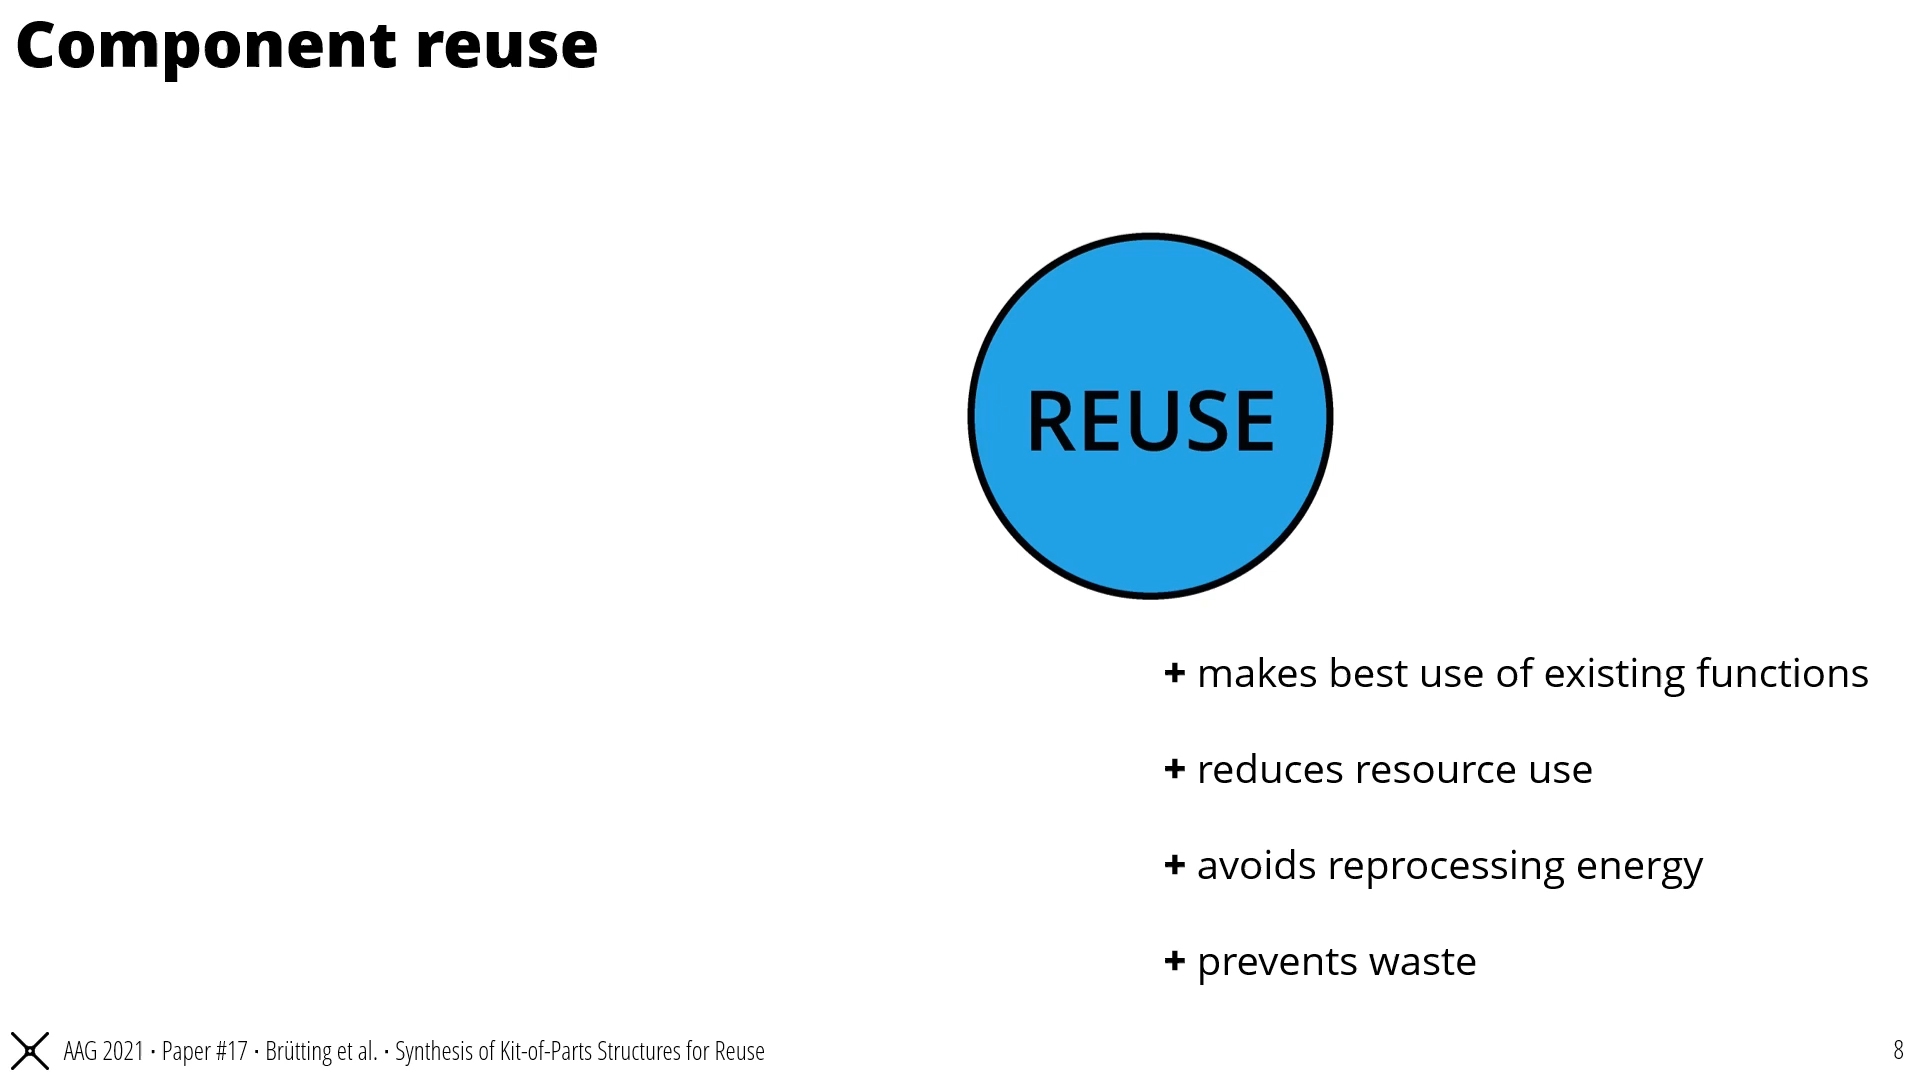 Component reuse
REUSE
+ makes best use of existing functions
+ reduces resource use
+ avoids reprocessing energy
+ prevents waste
AAG 2021 · Paper #17 · Brütting et al. · Synthesis of Kit-of-Parts Structures for Reuse
8